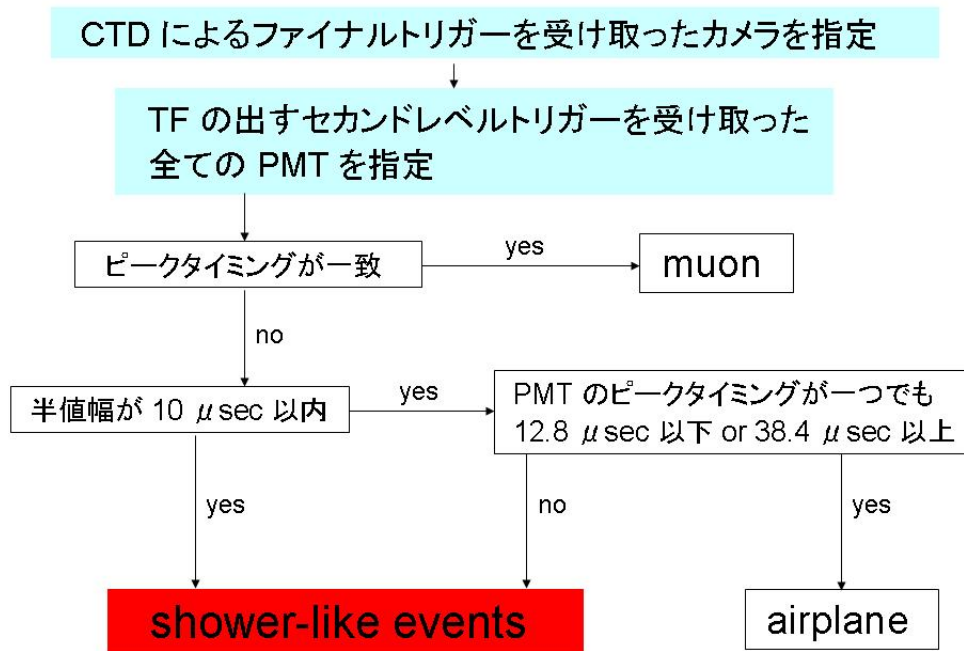 CTD によるファイナルトリガーを受け取ったカメラを指定
TF の出すセカンドレベルトリガーを受け取った
全ての PMT を指定
ピークタイミングが一致
yes
muon
no
半値幅が 10 μsec 以内
yes
PMT のピークタイミングが一つでも
12.8 μsec 以下 or 38.4 μsec 以上
yes
no
yes
shower-like events
airplane